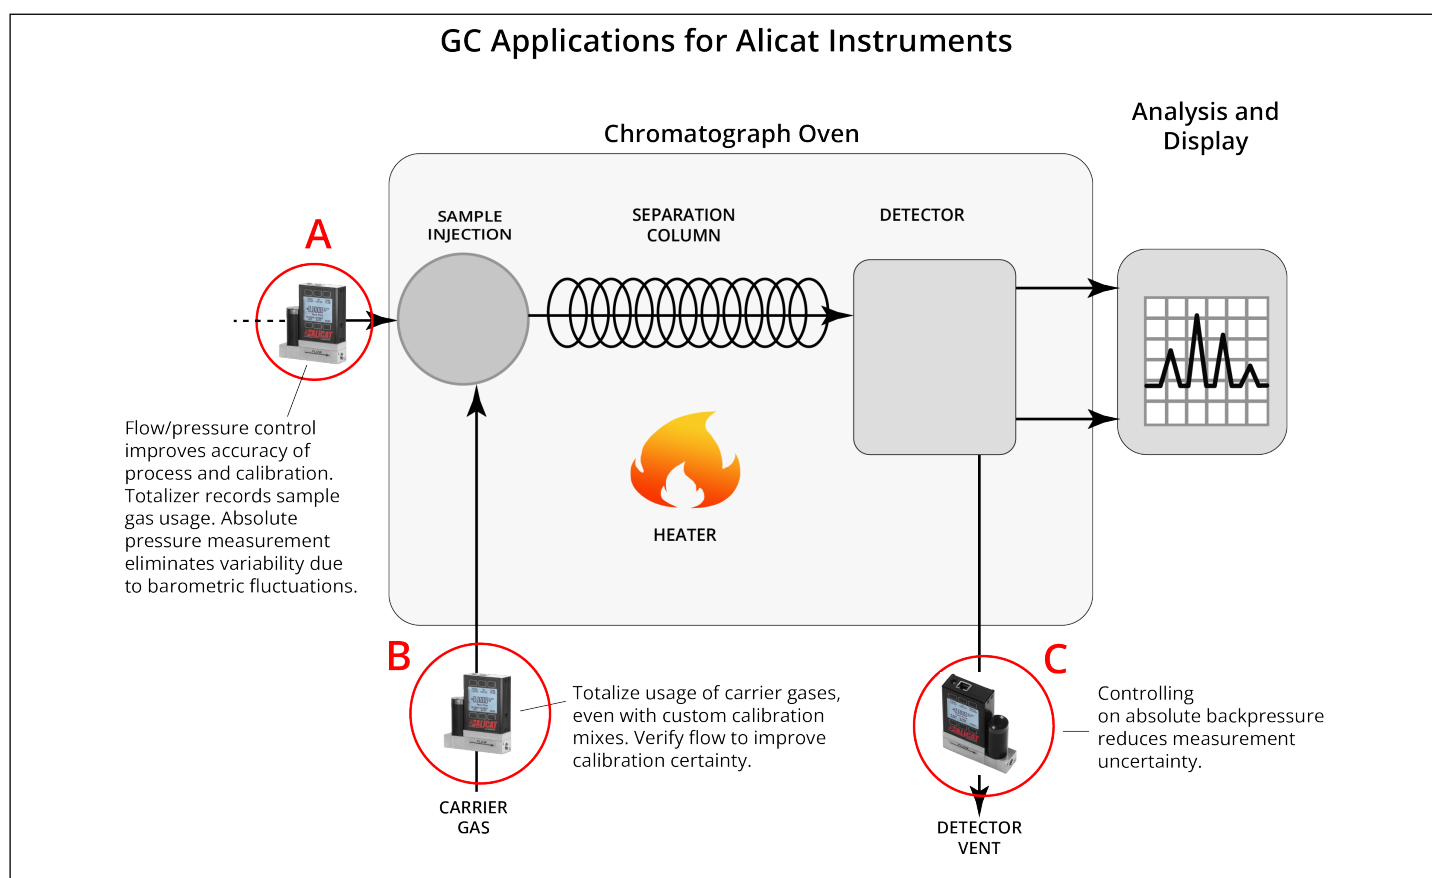 GC Applications for Alicat Instruments
Analysis and
Display
Chromatograph Oven
SAMPLE
INJECTION
SEPARATION
COLUMN
DETECTOR
A
ALICAT
Flow/pressure control
improves accuracy of
process and calibration.
Totalizer records sample
gas usage. Absolute
pressure measurement
eliminates variability due
to barometric fluctuations.
HEATER
B
ALICAT
Totalize usage of carrier gases,
even with custom calibration
mixes. Verify flow to improve
calibration certainty.
CARRIER
GAS
C
ALICAT
Controlling
on absolute backpressure
reduces measurement
uncertainty.
DETECTOR
VENT